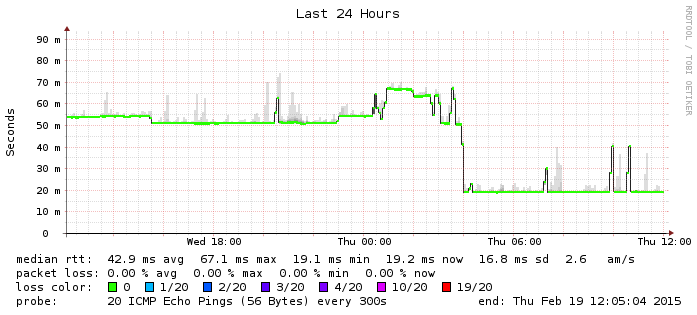 Last 24 Hours
RRDTOOL / TOBI OETIKER
Seconds
90 m
80 m
70 m
60 m
50 m
40 m
30 m
20 m
10 m
0
Wed 18:00 Thu 00:00 Thu 06:00 Thu 12:00
median rtt: 42.9 ms avg 67.1 ms max 19.1 ms min 19.2 ms now 16.8 ms sd 2.6 am/s
packet loss: 0.00 % avg 0.00 % max 0.00 % min 0.00 % now
loss color: 0 1/20 2/20 3/20 4/20 10/20 19/20
probe: 20 ICMP Echo Pings (56 Bytes) every 300s end: Thu Feb 19 12:05:04 2015